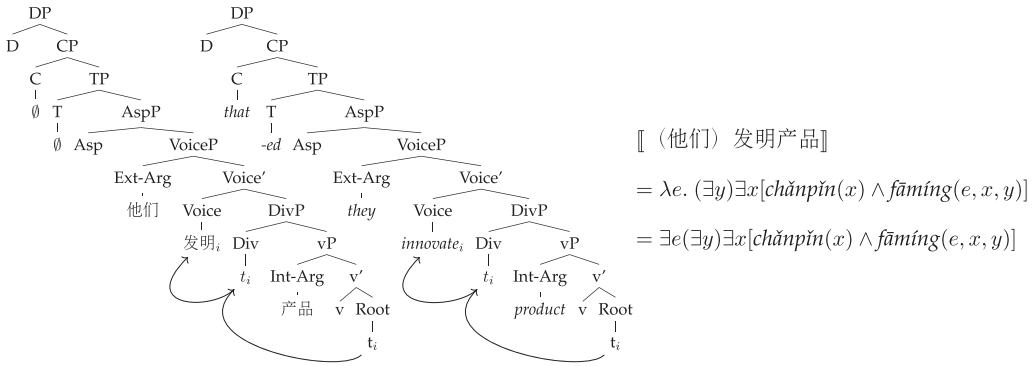 DP DP
D CP D CP
C TP C TP
∅ T AspP that T AspP
∅ Asp VoiceP -ed Asp VoiceP
Ext-Arg Voice′ Ext-Arg Voice′
他们 Voice DivP they Voice DivP
发明i Div vP innovatei Div vP
ti Int-Arg v′ ti Int-Arg v′
产品 v Root product v Root
ti ti
⟦（他们）发明产品⟧
= λe. (∃y)∃x[chǎnpǐn(x) ∧ fāmíng(e, x, y)]
= ∃e(∃y)∃x[chǎnpǐn(x) ∧ fāmíng(e, x, y)]